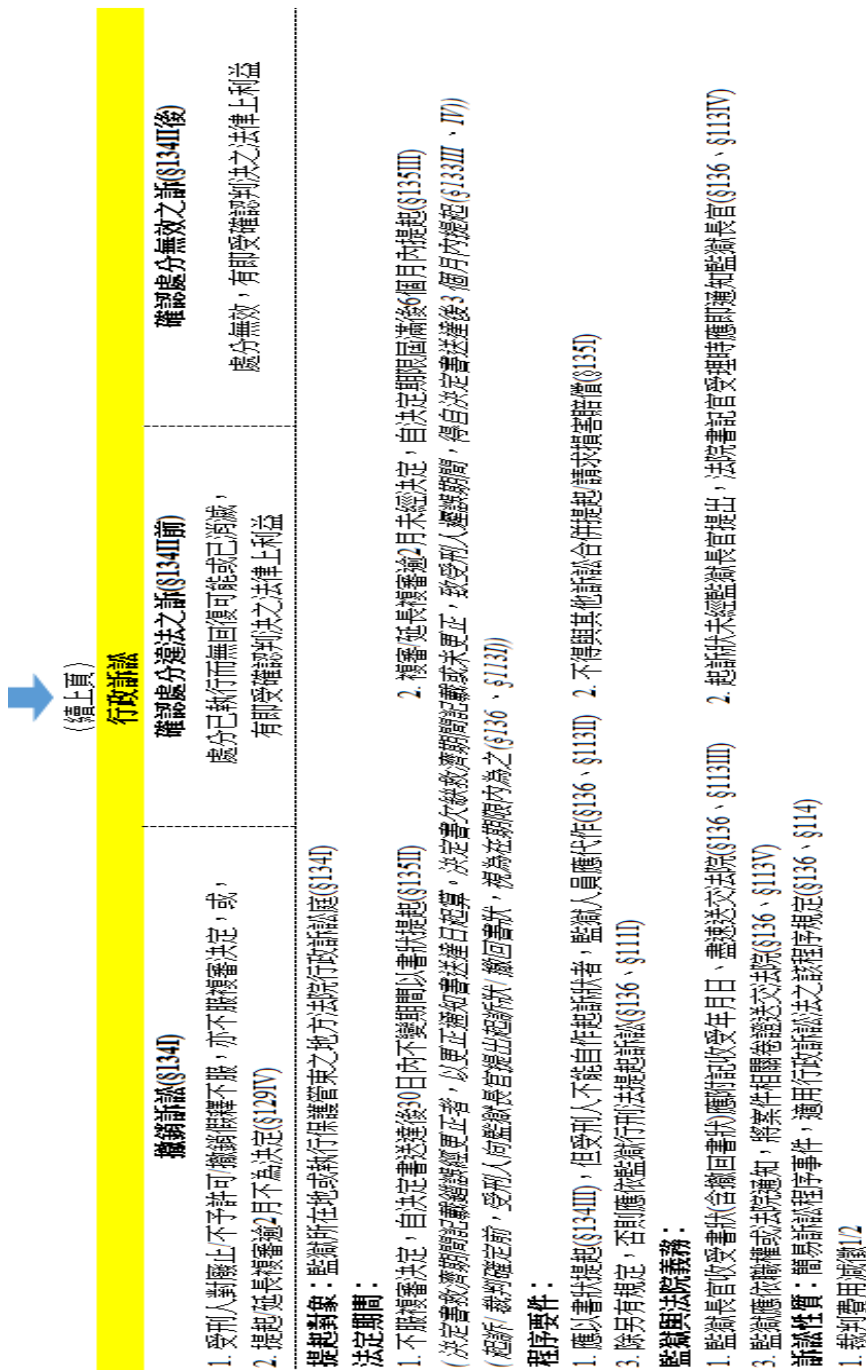 (續上頁)
行政訴訟
撤銷訴訟(§134I)
1. 受刑人對廢止/不予許可/撤銷假釋不服，亦不服複審決定，或，
2. 提起/延長複審逾2月不為決定(§129IV)
確認處分違法之訴(§134II前)
處分已執行而無回復可能或已消滅，
有即受確認判決之法律上利益
確認處分無效之訴(§134II後)
處分無效，有即受確認判決之法律上利益
提起對象：監獄所在地或執行保護管束之地方法院行政訴訟庭(§134I)
法定期間：
1. 不服複審決定，自決定書送達後30日內不變期間以書狀提起(§135II) 2. 複審/延長複審逾2月未經決定，自決定期限屆滿後6個月內提起(§135III)
(決定書救濟期間記載錯誤經更正者，以更正通知書送達日起算。決定書欠缺救濟期間記載或未更正，致受刑人遲誤期間，得自決定書送達後3個月內提起(§133III、IV))
(起訴/裁判確定前，受刑人向監獄長官提出起訴狀/撤回書狀，視為在期限內為之(§136、§113I))
程序要件：
1. 應以書狀提起(§134III)，但受刑人不能自作起訴狀者，監獄人員應代作(§136、§113II) 2. 不得與其他訴訟合併提起/請求損害賠償(§135I)
3. 除另有規定，否則應依監獄行刑法提起訴訟(§136、§111I)
監獄與法院義務：
1. 監獄長官收受書狀(含撤回書狀)應附記收受年月日、盡速送交法院(§136、§113III) 2. 起訴狀未經監獄長官提出，法院書記官受理時應即通知監獄長官(§136、§113IV)
3. 監獄應依職權或法院通知，將案件相關卷證送交法院(§136、§113V)
訴訟性質：簡易訴訟程序事件，適用行政訴訟法之該程序規定(§136、§114)
1. 裁判費用減徵1/2